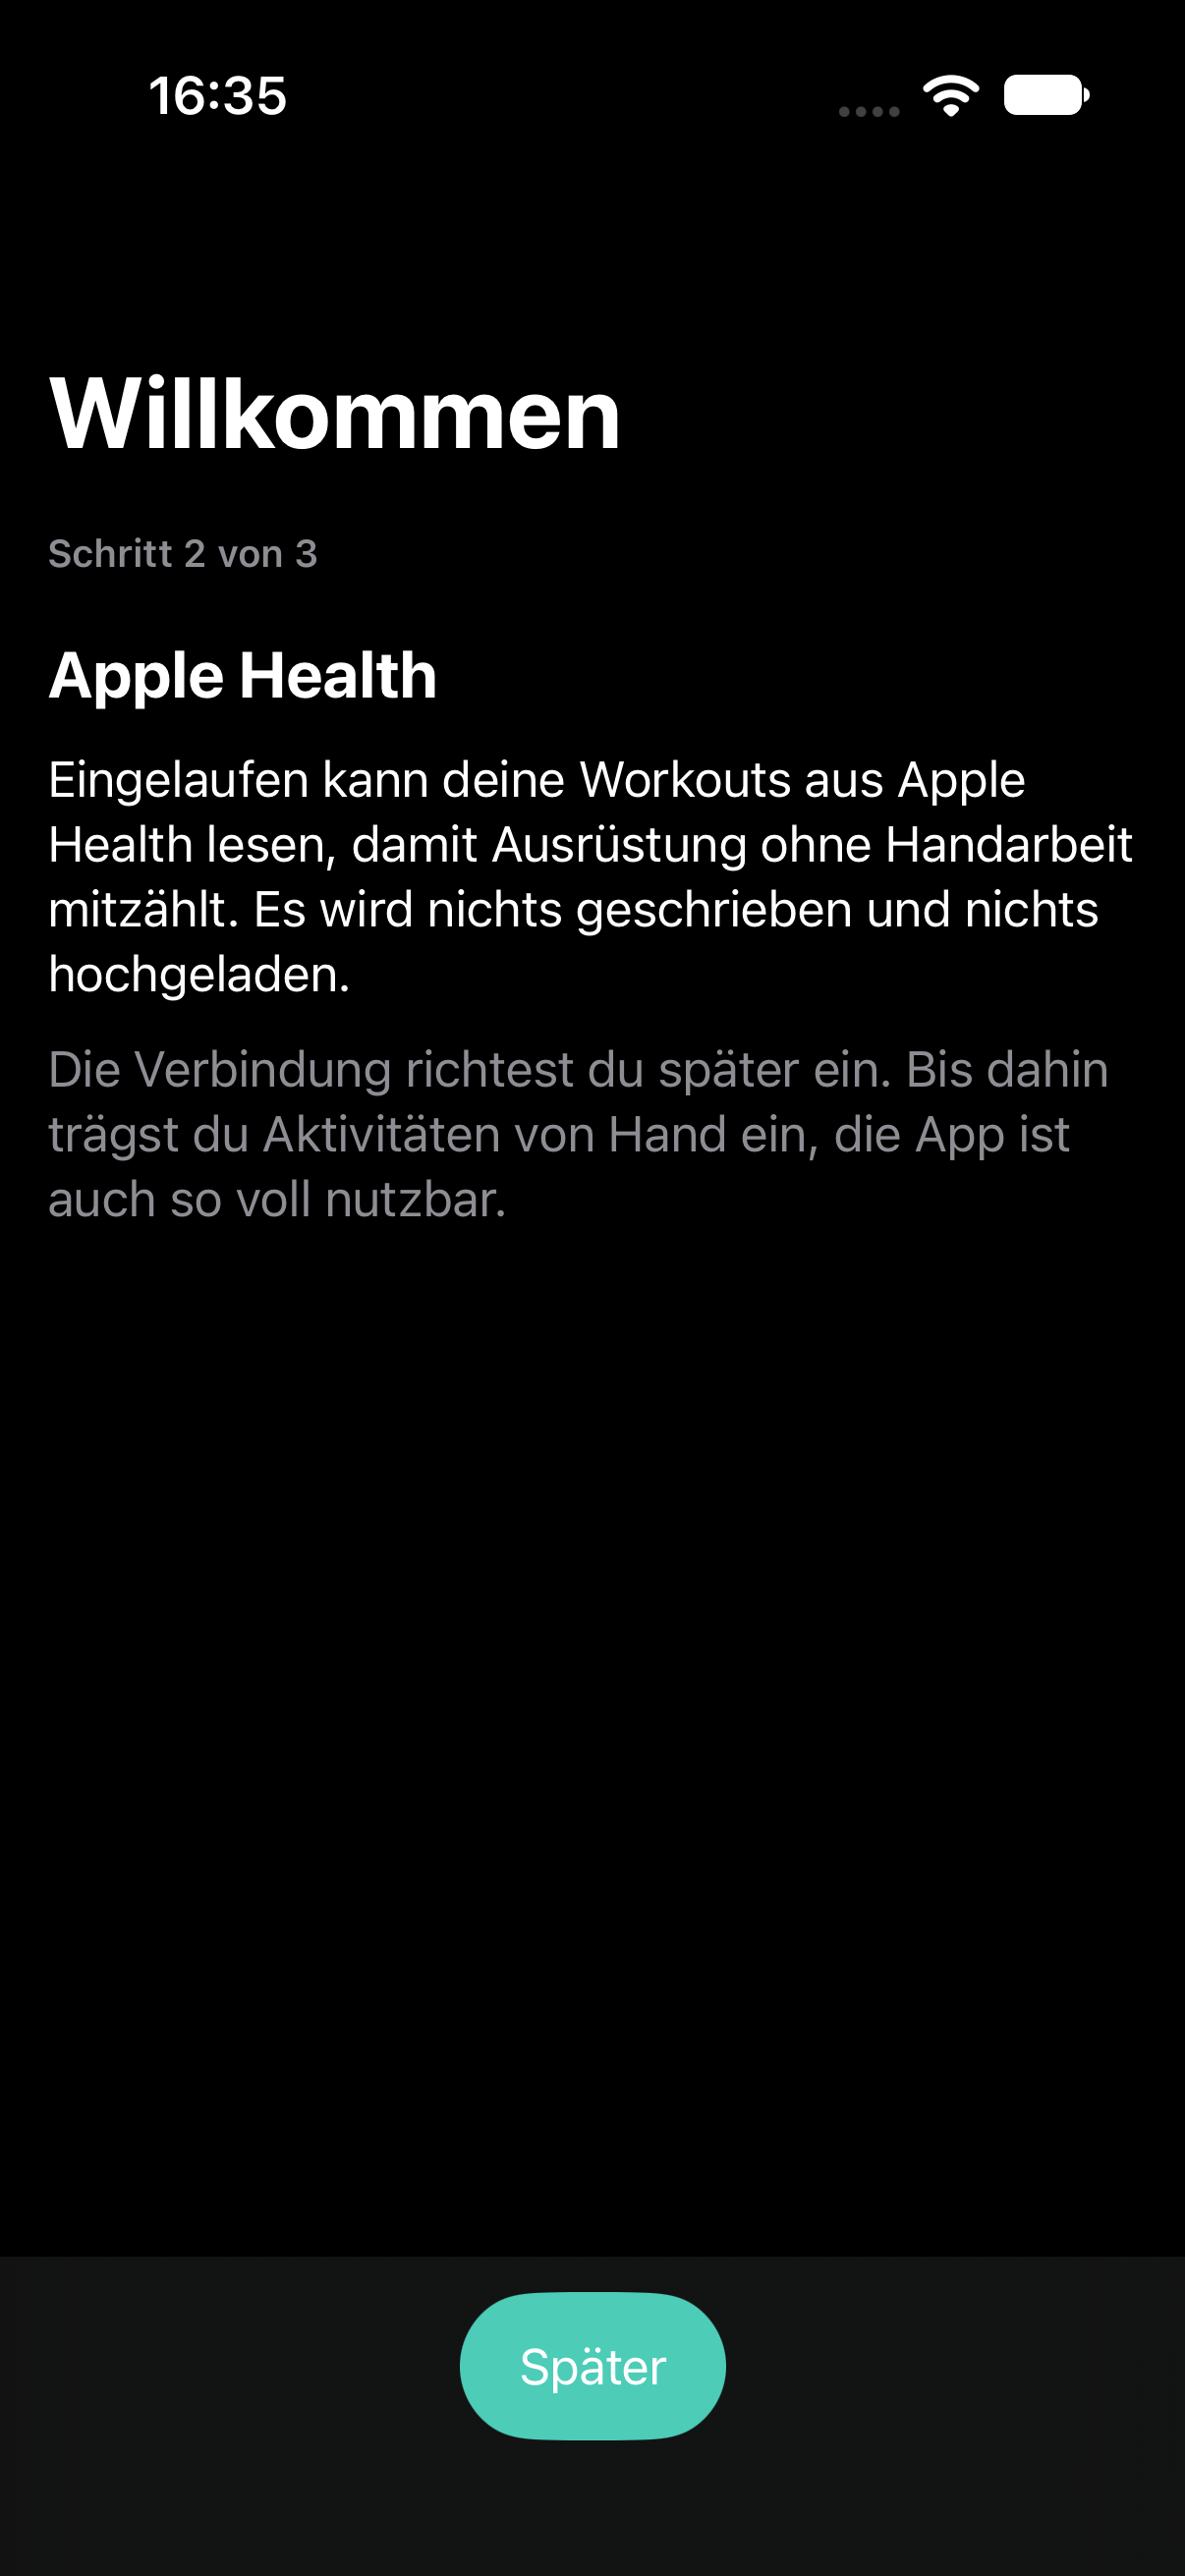 16:35
Willkommen
Schritt 2 von 3
Apple Health
Eingelaufen kann deine Workouts aus Apple
Health lesen, damit Ausrüstung ohne Handarbeit
mitzählt. Es wird nichts geschrieben und nichts
hochgeladen.
Die Verbindung richtest du später ein. Bis dahin
trägst du Aktivitäten von Hand ein, die App ist
auch so voll nutzbar.
Später